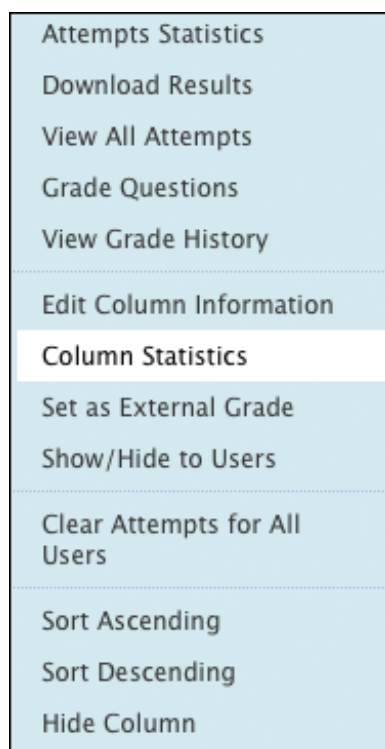 Attempts Statistics
Download Results
View All Attempts
Grade Questions
View Grade History
Edit Column Information
Column Statistics
Set as External Grade
Show/Hide to Users
Clear Attempts for All
Users
Sort Ascending
Sort Descending
Hide Column